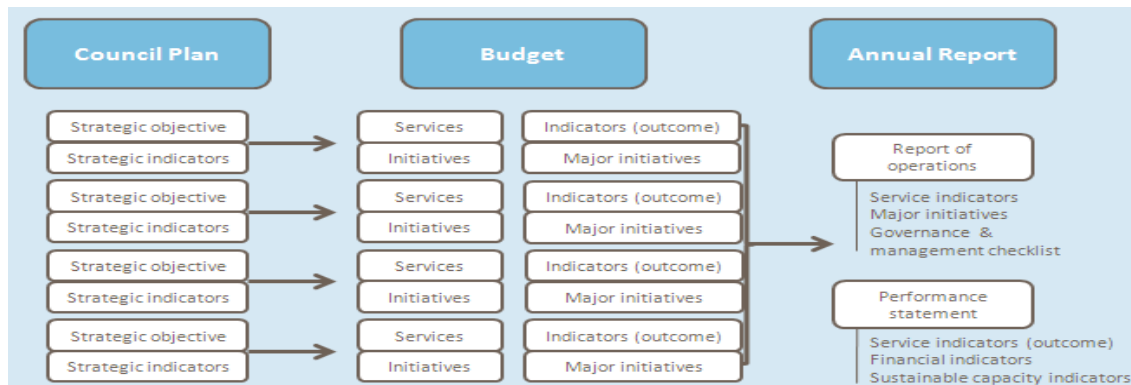 Council Plan
Budget
Annual Report
Strategic objective
Strategic indicators
Services
Initiatives
Indicators (outcome)
Major initiatives
Strategic objective
Strategic indicators
Services
Initiatives
Indicators (outcome)
Major initiatives
Strategic objective
Strategic indicators
Services
Initiatives
Indicators (outcome)
Major initiatives
Strategic objective
Strategic indicators
Services
Initiatives
Indicators (outcome)
Major initiatives
Report of
operations
Service indicators
Major initiatives
Governance &
management checklist
Performance
statement
Service indicators (outcome)
Financial indicators
Sustainable capacity indicators